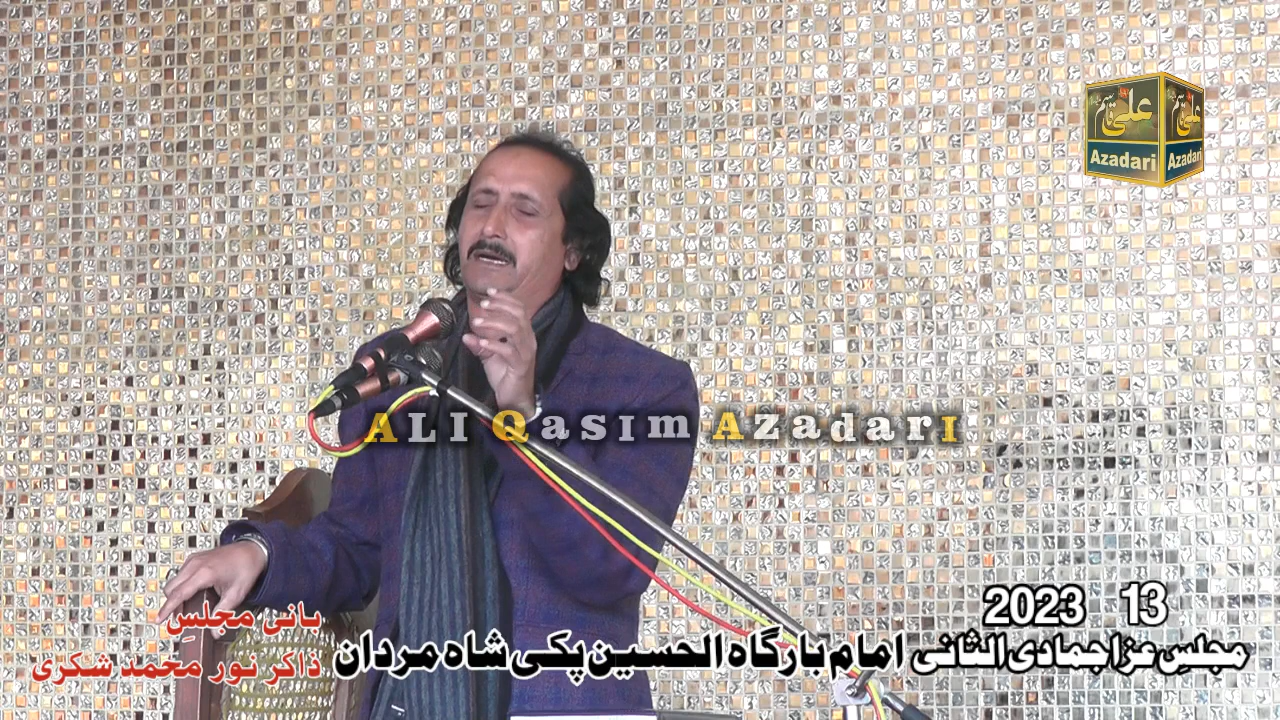 علی
قاسم
علی
قاسم
Azadari
Azadari
ALI QasIm AzadarI
2023 13
مجلسِ عزا جمادی الثانی امام بارگاہ الحسین پکی شاہ مردان
بانی مجلسِ
ذاکر نور محمد شکری